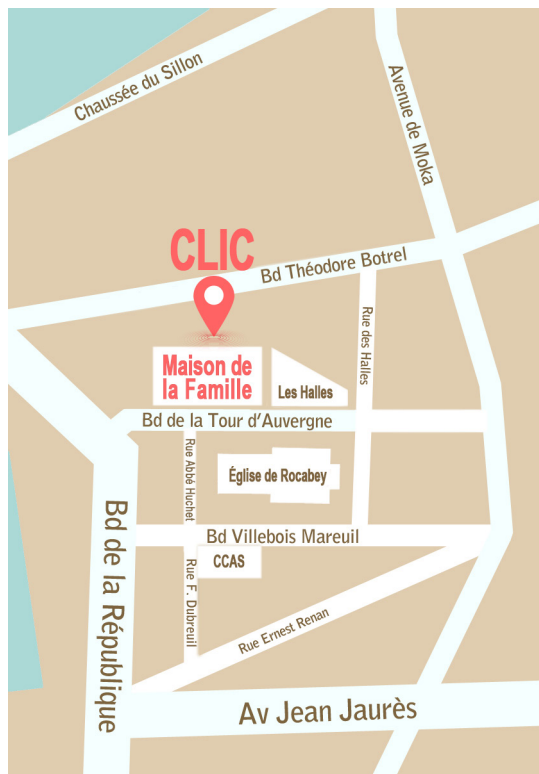 Chaussée du Sillon
Avenue de Moka
CLIC
Bd Théodore Botrel
Rue des Halles
Maison de
la Famille
Les Halles
Bd de la Tour d'Auvergne
Rue Abbé Huchet
Église de Rocabey
Bd Villebois Mareuil
CCAS
Bd de la République
Rue F. Dubreuil
Rue Ernest Renan
Av Jean Jaurès